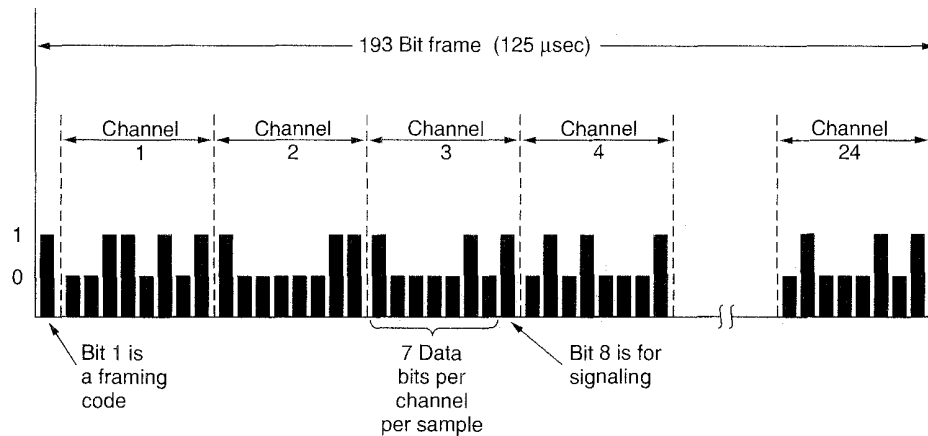 193 Bit frame (125 μsec)
Channel
1
Channel
2
Channel
3
Channel
4
Channel
24
1
0
Bit 1 is
a framing
code
7 Data
bits per
channel
per sample
Bit 8 is for
signaling